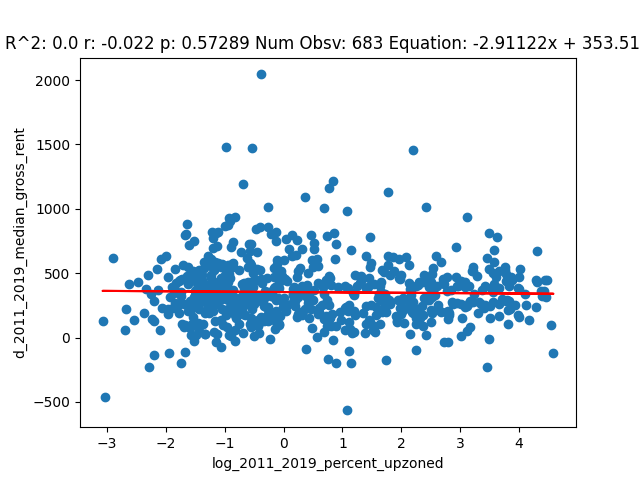 R^2: 0.0 r: -0.022 p: 0.57289 Num Obsv: 683 Equation: -2.91122x + 353.51
2000
1500
1000
500
0
−500
d_2011_2019_median_gross_rent
−3 −2 −1 0 1 2 3 4
log_2011_2019_percent_upzoned